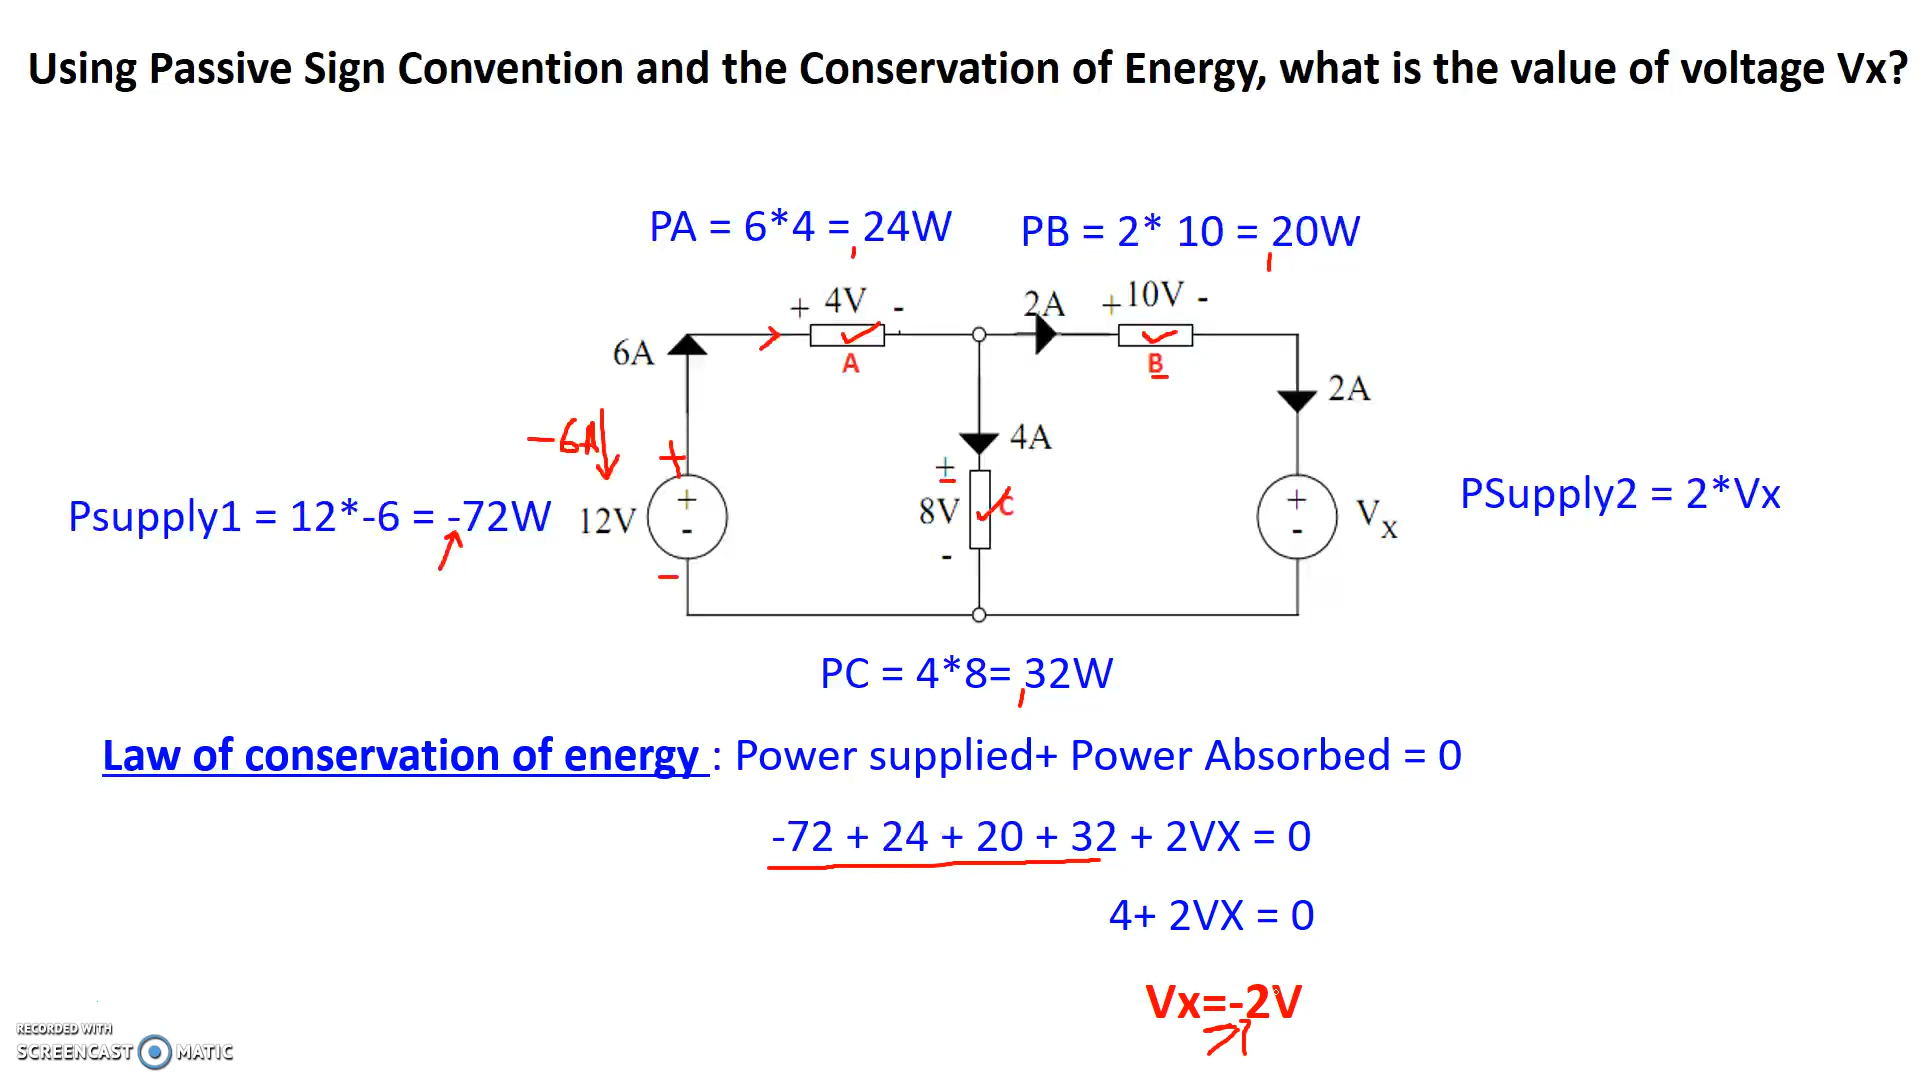 Using Passive Sign Convention and the Conservation of Energy, what is the value of voltage Vx?
PA = 6*4 = 24W
PB = 2* 10 = 20W
+ 4V -
2A
+10V -
6A
A
B
2A
-6A
+
4A
+
8V
C
-
Psupply1 = 12*-6 = -72W
12V
+
-
-
+
-
VX
PSupply2 = 2*Vx
PC = 4*8= 32W
Law of conservation of energy : Power supplied+ Power Absorbed = 0
-72 + 24 + 20 + 32 + 2VX = 0
4+ 2VX = 0
Vx=-2V
RECORDED WITH
SCREENCAST MATIC